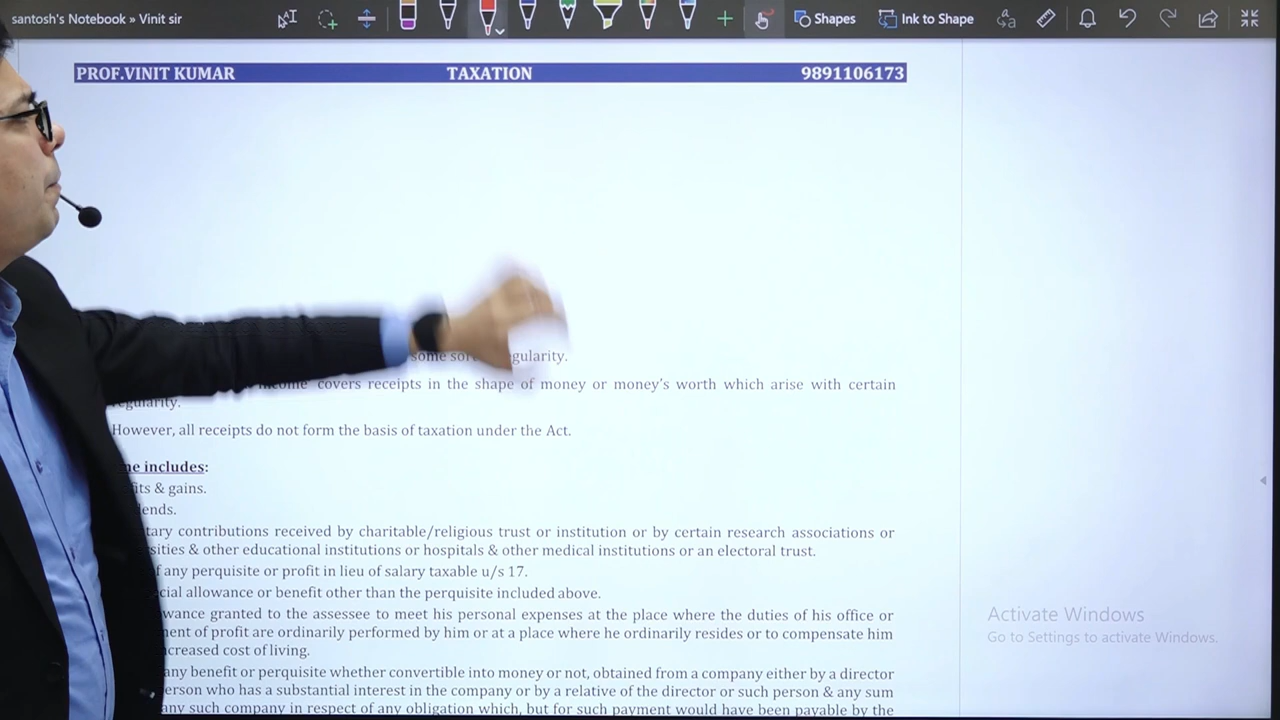 santosh's Notebook » Vinit sir
Shapes
Ink to Shape
PROF.VINIT KUMAR TAXATION 9891106173
some
covers receipts in the shape of money or money's worth which arise with certain
regularity.
However, all receipts do not form the basis of taxation under the Act.
includes:
& gains.
contributions received by charitable/religious trust or institution or by certain research associations or
& other educational institutions or hospitals & other medical institutions or an electoral trust.
any perquisite or profit in lieu of salary taxable u/s 17.
allowance or benefit other than the perquisite included above.
granted to the assessee to meet his personal expenses at the place where the duties of his office or
of profit are ordinarily performed by him or at a place where he ordinarily resides or to compensate him
cost of living.
any benefit or perquisite whether convertible into money or not, obtained from a company either by a director
who has a substantial interest in the company or by a relative of the director or such person & any sum
any such company in respect of any obligation which, but for such payment would have been payable by the
Activate Windows
Go to Settings to activate Windows.